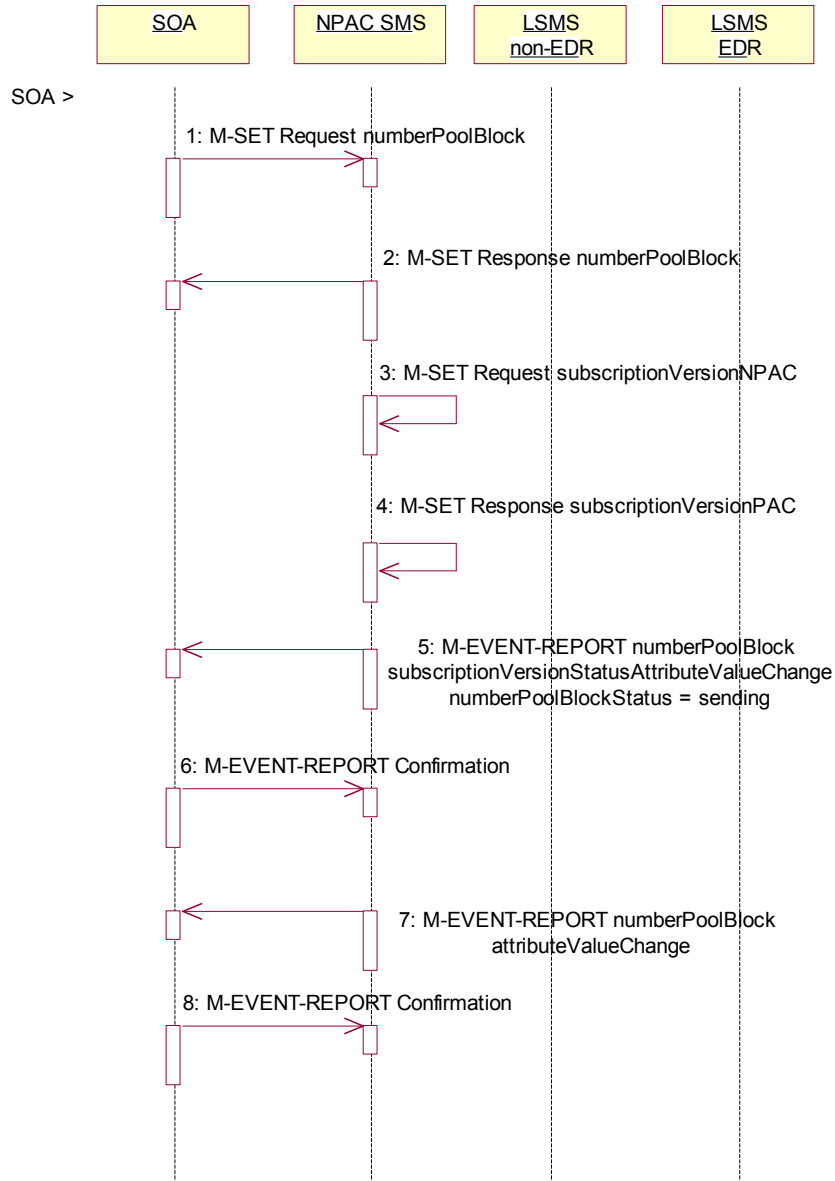 SOA
NPAC SMS
LSMS
non-EDR
LSMS
EDR
SOA >
1: M-SET Request numberPoolBlock
2: M-SET Response numberPoolBlock
3: M-SET Request subscriptionVersionNPAC
4: M-SET Response subscriptionVersionPAC
5: M-EVENT-REPORT numberPoolBlock
subscriptionVersionStatusAttributeValueChange
numberPoolBlockStatus = sending
6: M-EVENT-REPORT Confirmation
7: M-EVENT-REPORT numberPoolBlock
attributeValueChange
8: M-EVENT-REPORT Confirmation